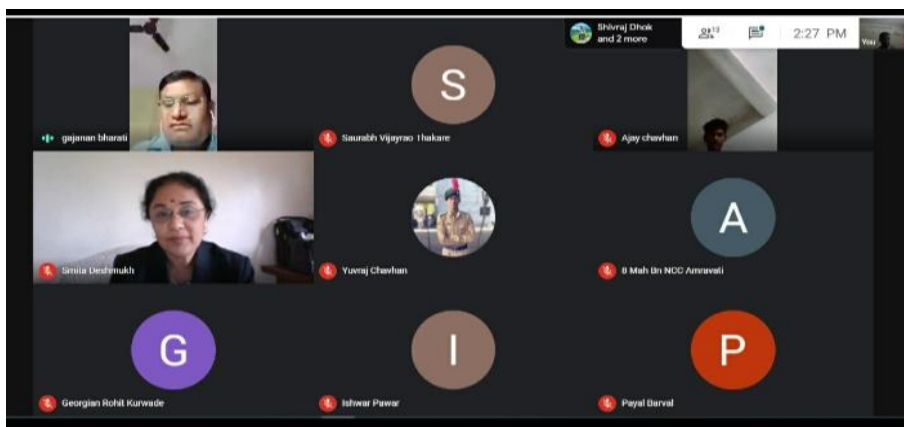 Shivraj Dhok
and 2 more
13
2:27 PM
You
S
gajanan bharati
Saurabh Vijayrao Thakare
Ajay chavhan
A
Smita Deshmukh
Yuvraj Chavhan
8 Mah Bn NCC Amravati
G
I
P
Georgian Rohit Kurwade
Ishwar Pawar
Payal Barval